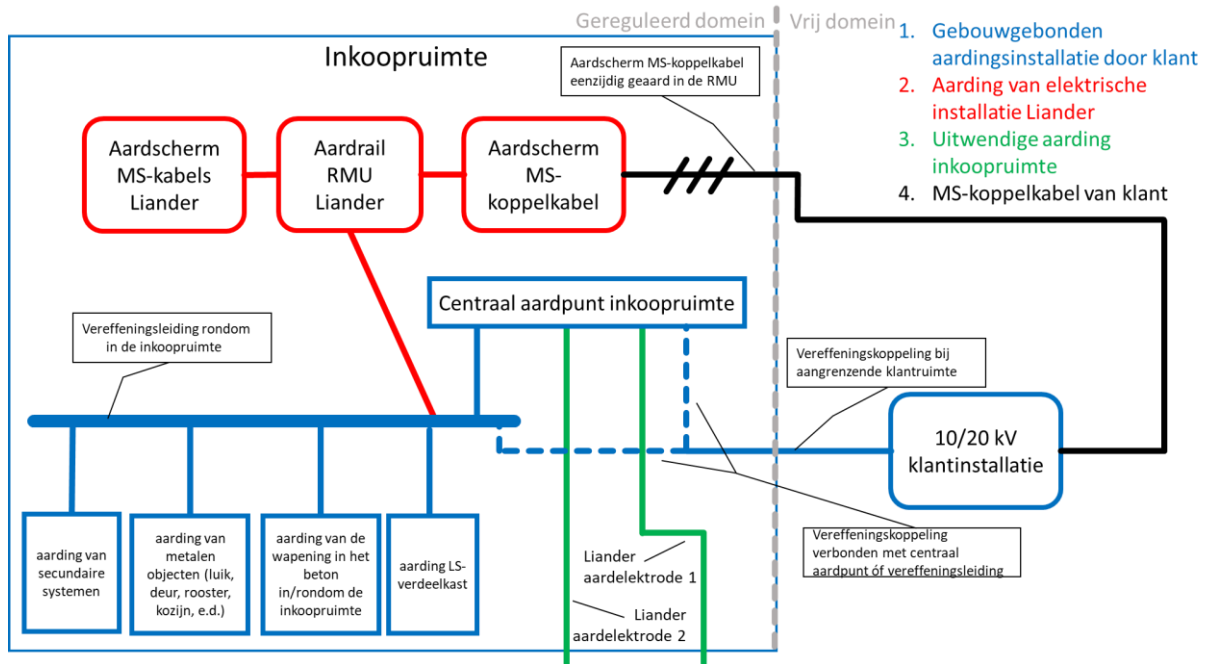 Gereguleerd domein
Vrij domein
Inkoopruimte
Aardscherm MS-koppelkabel
eenzijdig geaard in de RMU
1. Gebouwgebonden
aardingsinstallatie door klant
2. Aarding van elektrische
installatie Liander
3. Uitwendige aarding
inkoopruimte
4. MS-koppelkabel van klant
Aardscherm
MS-kabels
Liander
Aardrail
RMU
Liander
Aardscherm
MS-
koppelkabel
Centraal aardpunt inkoopruimte
Vereffeningsleiding rondom
in de inkoopruimte
Vereffeningskoppeling bij
aangrenzende klantruimte
10/20 kV
klantinstallatie
aarding van
secundaire
systemen
aarding van
metalen
objecten (luik,
deur, rooster,
kozijn, e.d.)
aarding van de
wapening in het
beton
in/rondom de
inkoopruimte
aarding LS-
verdeelkast
Liander
aardelektrode 1
Liander
aardelektrode 2
Vereffeningskoppeling
verbonden met centraal
aardpunt óf vereffeningsleiding